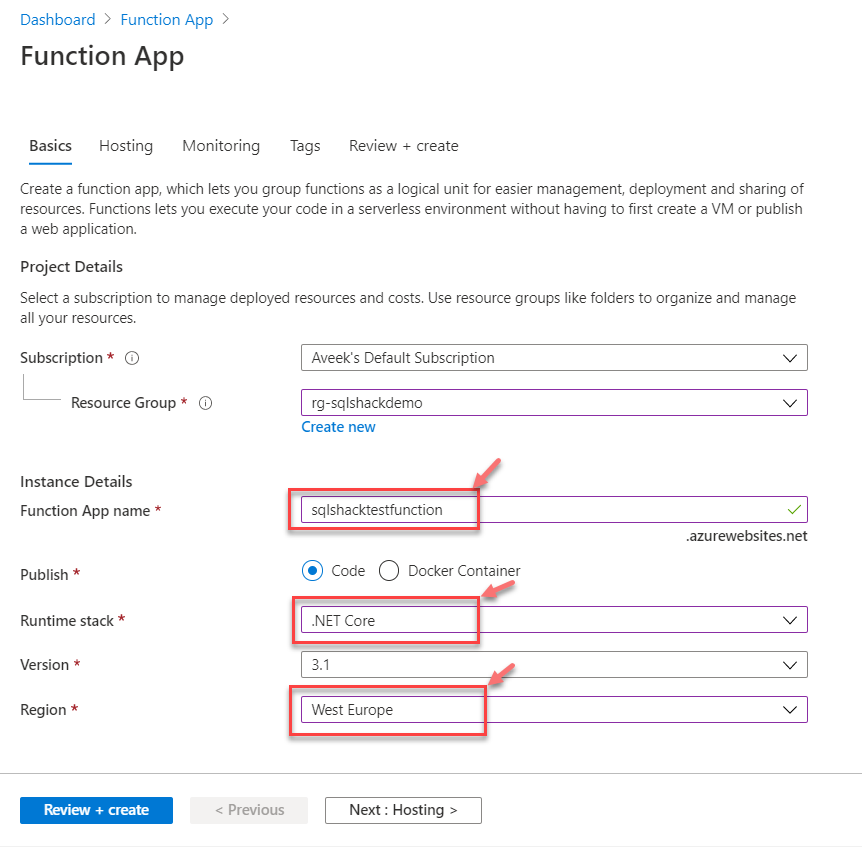 Dashboard > Function App >
Function App
Basics Hosting Monitoring Tags Review + create
Create a function app, which lets you group functions as a logical unit for easier management, deployment and sharing of
resources. Functions lets you execute your code in a serverless environment without having to first create a VM or publish
a web application.
Project Details
Select a subscription to manage deployed resources and costs. Use resource groups like folders to organize and manage
all your resources.
Subscription * Aveek's Default Subscription
Resource Group * rg-sqlshackdemo
Create new
Instance Details
Function App name * sqlshacktestfunction
.azurewebsites.net
Publish * Code Docker Container
Runtime stack * .NET Core
Version * 3.1
Region * West Europe
Review + create < Previous Next : Hosting >